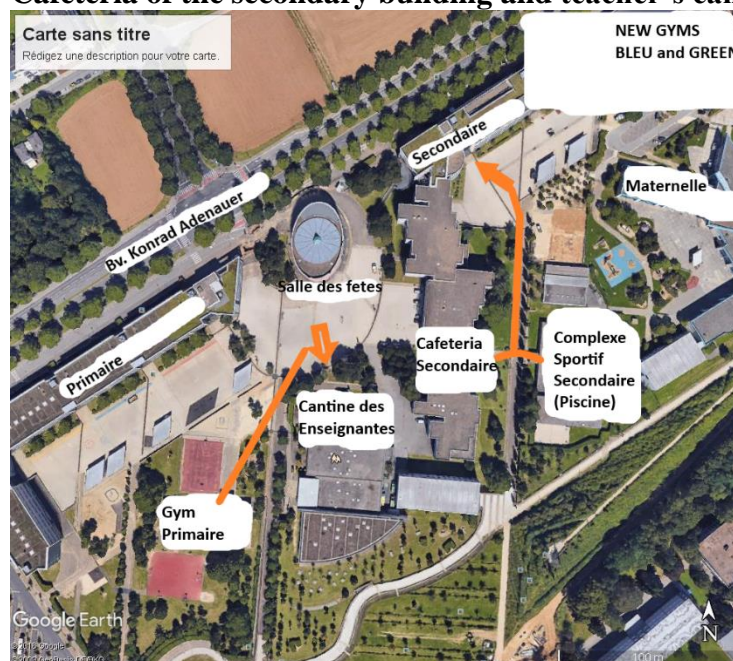 Cafeteria of the secondary building and teacher's can
Carte sans titre
Rédigez une description pour votre carte.
NEW GYMS
BLEU and GREEN
Secondaire
Maternelle
Bv. Konrad Adenauer
Salle des fetes
Primaire
Cafeteria
Secondaire
Complexe
Sportif
Secondaire
(Piscine)
Cantine des
Enseignantes
Gym
Primaire
Google Earth
N
100 m